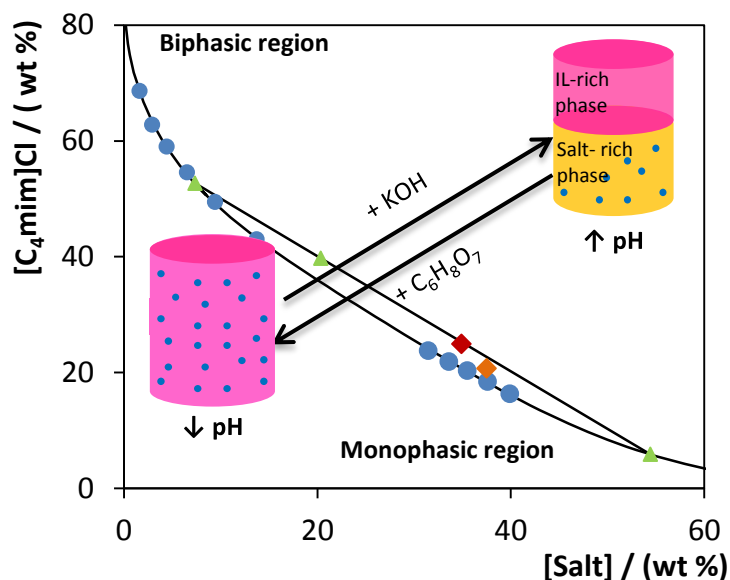 [C₄mim]Cl / ( wt %)
80
60
40
20
0
Biphasic region
IL-rich
phase
Salt- rich
phase
↑ pH
+ KOH
+ C₆H₈O₇
↓ pH
Monophasic region
0 20 40 60
[Salt] / (wt %)